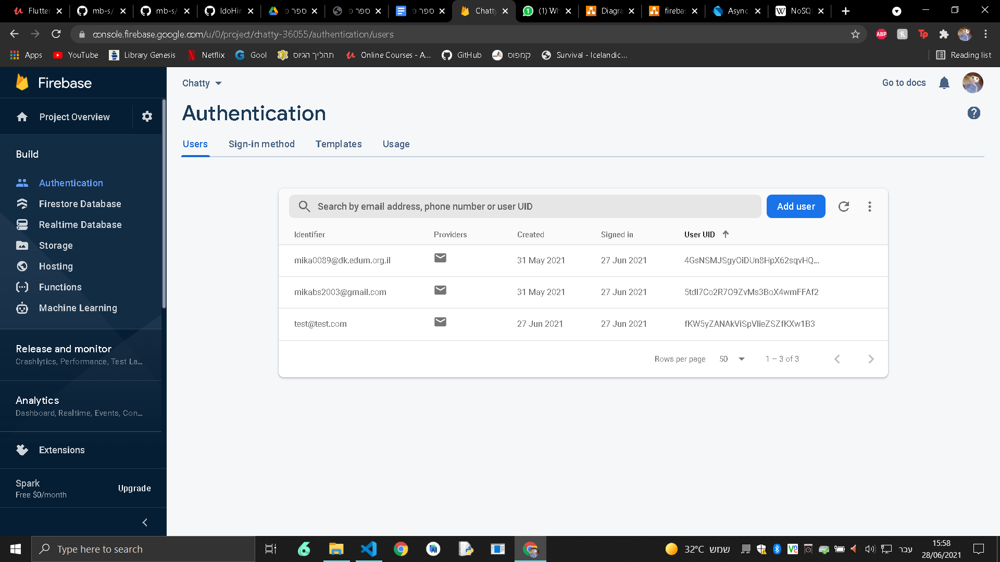 Flutter
mb-s/
mb-s/
IdoHir
ספר פ
ספר פ
ספר פ
Chatty
(1) Wh
Diagra
firebas
Async
NoSQ
console.firebase.google.com/u/0/project/chatty-36055/authentication/users
ABP
Apps
YouTube
Library Genesis
Netflix
Gool
תהליך הגיוס
Online Courses - A...
GitHub
קמפוס
Survival - Icelandic...
Reading list
Firebase
Chatty
Go to docs
Project Overview
Authentication
Users
Sign-in method
Templates
Usage
Build
Authentication
Firestore Database
Realtime Database
Storage
Hosting
Functions
Machine Learning
Release and monitor
Crashlytics, Performance, Test La...
Analytics
Dashboard, Realtime, Events, Con...
Extensions
Spark
Free $0/month
Upgrade
Search by email address, phone number or user UID
Add user
Identifier
Providers
Created
Signed in
User UID
mika0089@dk.edum.org.il
31 May 2021
27 Jun 2021
4GsNSMJSgyOiDUn8HpX62sqvHQ...
mikabs2003@gmail.com
31 May 2021
27 Jun 2021
5tdI7Co2R7O9ZvMs3BoX4wmFFAf2
test@test.com
27 Jun 2021
27 Jun 2021
fKW5yZANAkViSpVIieZSZfKXw1B3
Rows per page
50
1 – 3 of 3
Type here to search
32°C שמש
עבר
15:58
28/06/2021